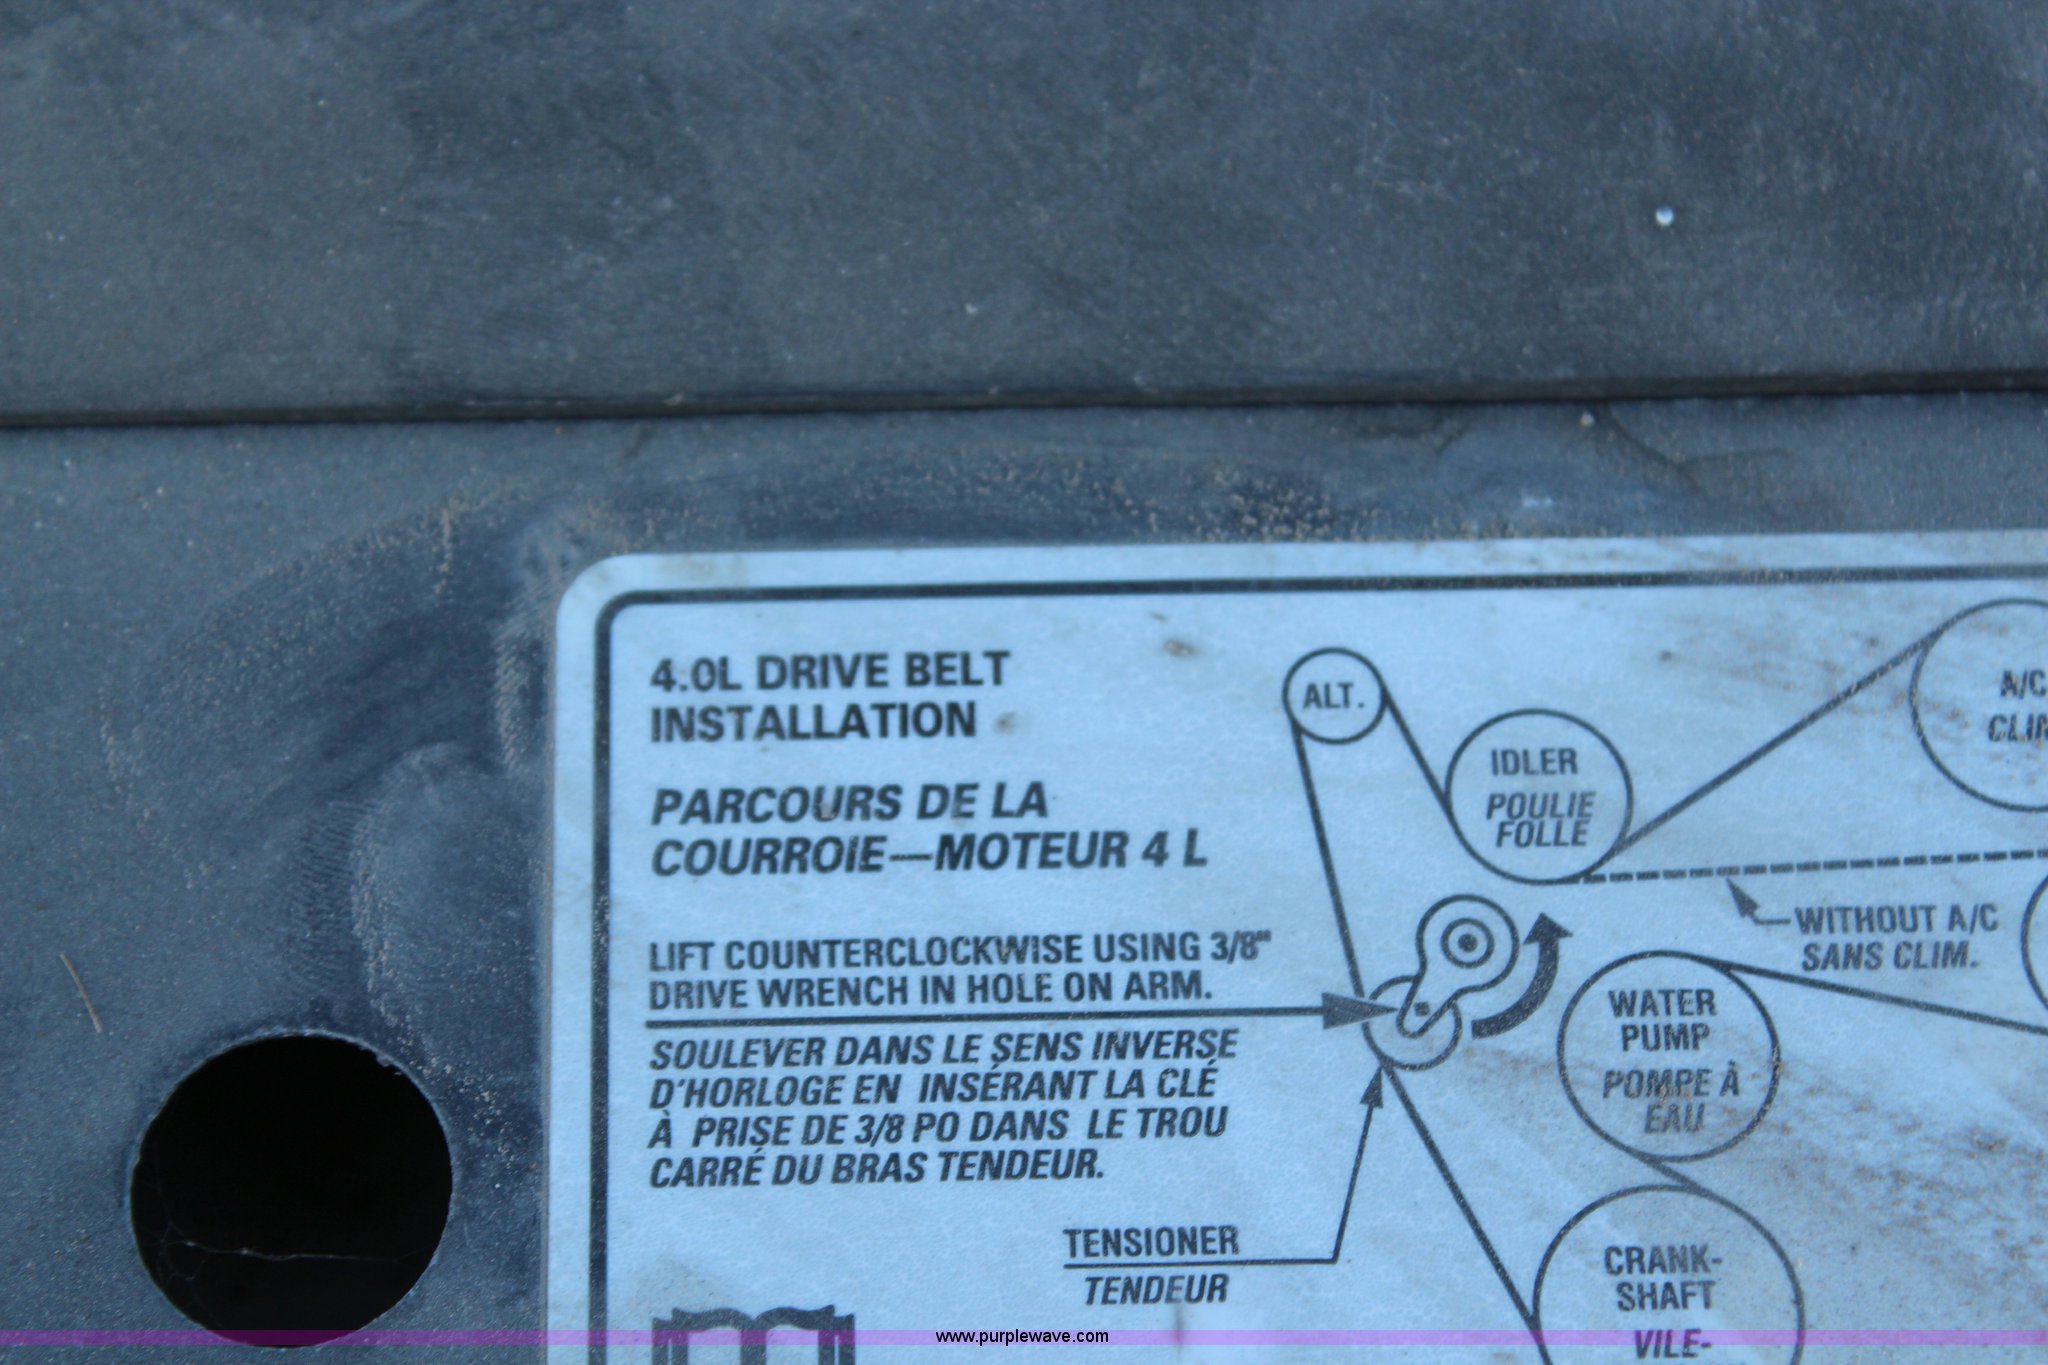 4.0L DRIVE BELT
INSTALLATION
PARCOURS DE LA
COURROIE—MOTEUR 4 L
LIFT COUNTERCLOCKWISE USING 3/8"
DRIVE WRENCH IN HOLE ON ARM.
SOULEVER DANS LE SENS INVERSE
D'HORLOGE EN INSÉRANT LA CLÉ
À PRISE DE 3/8 PO DANS LE TROU
CARRÉ DU BRAS TENDEUR.
TENSIONER
TENDEUR
ALT.
IDLER
POULIE
FOLLE
A/C
WITHOUT A/C
SANS CLIM.
WATER
PUMP
POMPE À
EAU
CRANK-
SHAFT
VILE-
www.purplewave.com